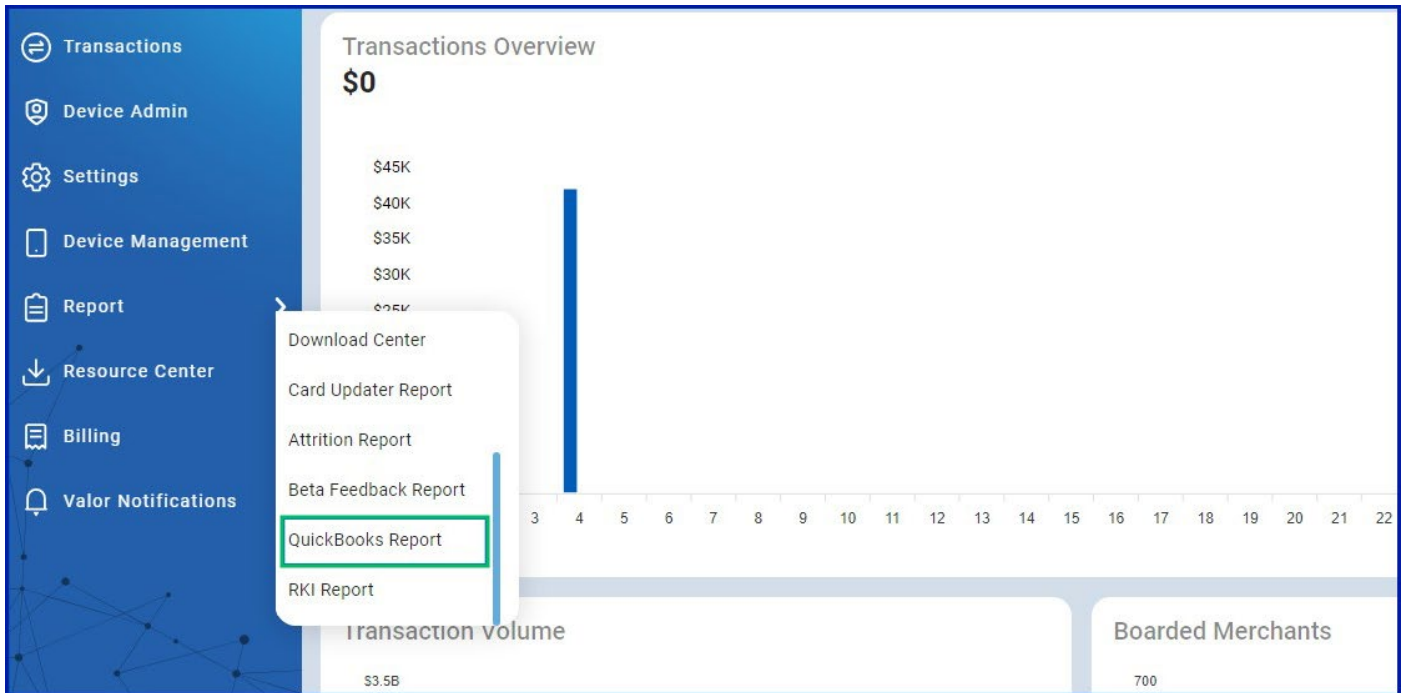 Transactions
Device Admin
Settings
Device Management
Report
Resource Center
Billing
Valor Notifications
Download Center
Card Updater Report
Attrition Report
Beta Feedback Report
QuickBooks Report
RKI Report
Transactions Overview
$0
$45K
$40K
$35K
$30K
$25K
3 4 5 6 7 8 9 10 11 12 13 14 15 16 17 18 19 20 21 22
Transaction Volume
$3.5B
Boarded Merchants
700